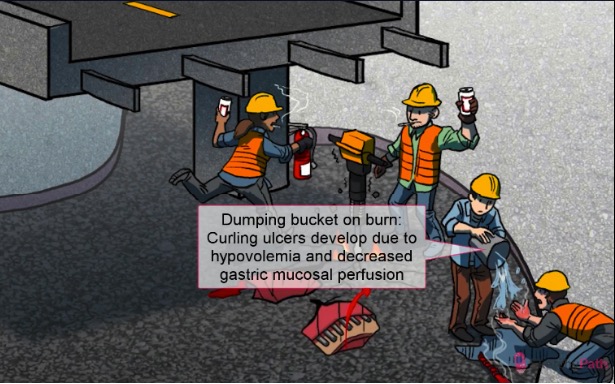 Dumping bucket on burn:
Curling ulcers develop due to
hypovolemia and decreased
gastric mucosal perfusion